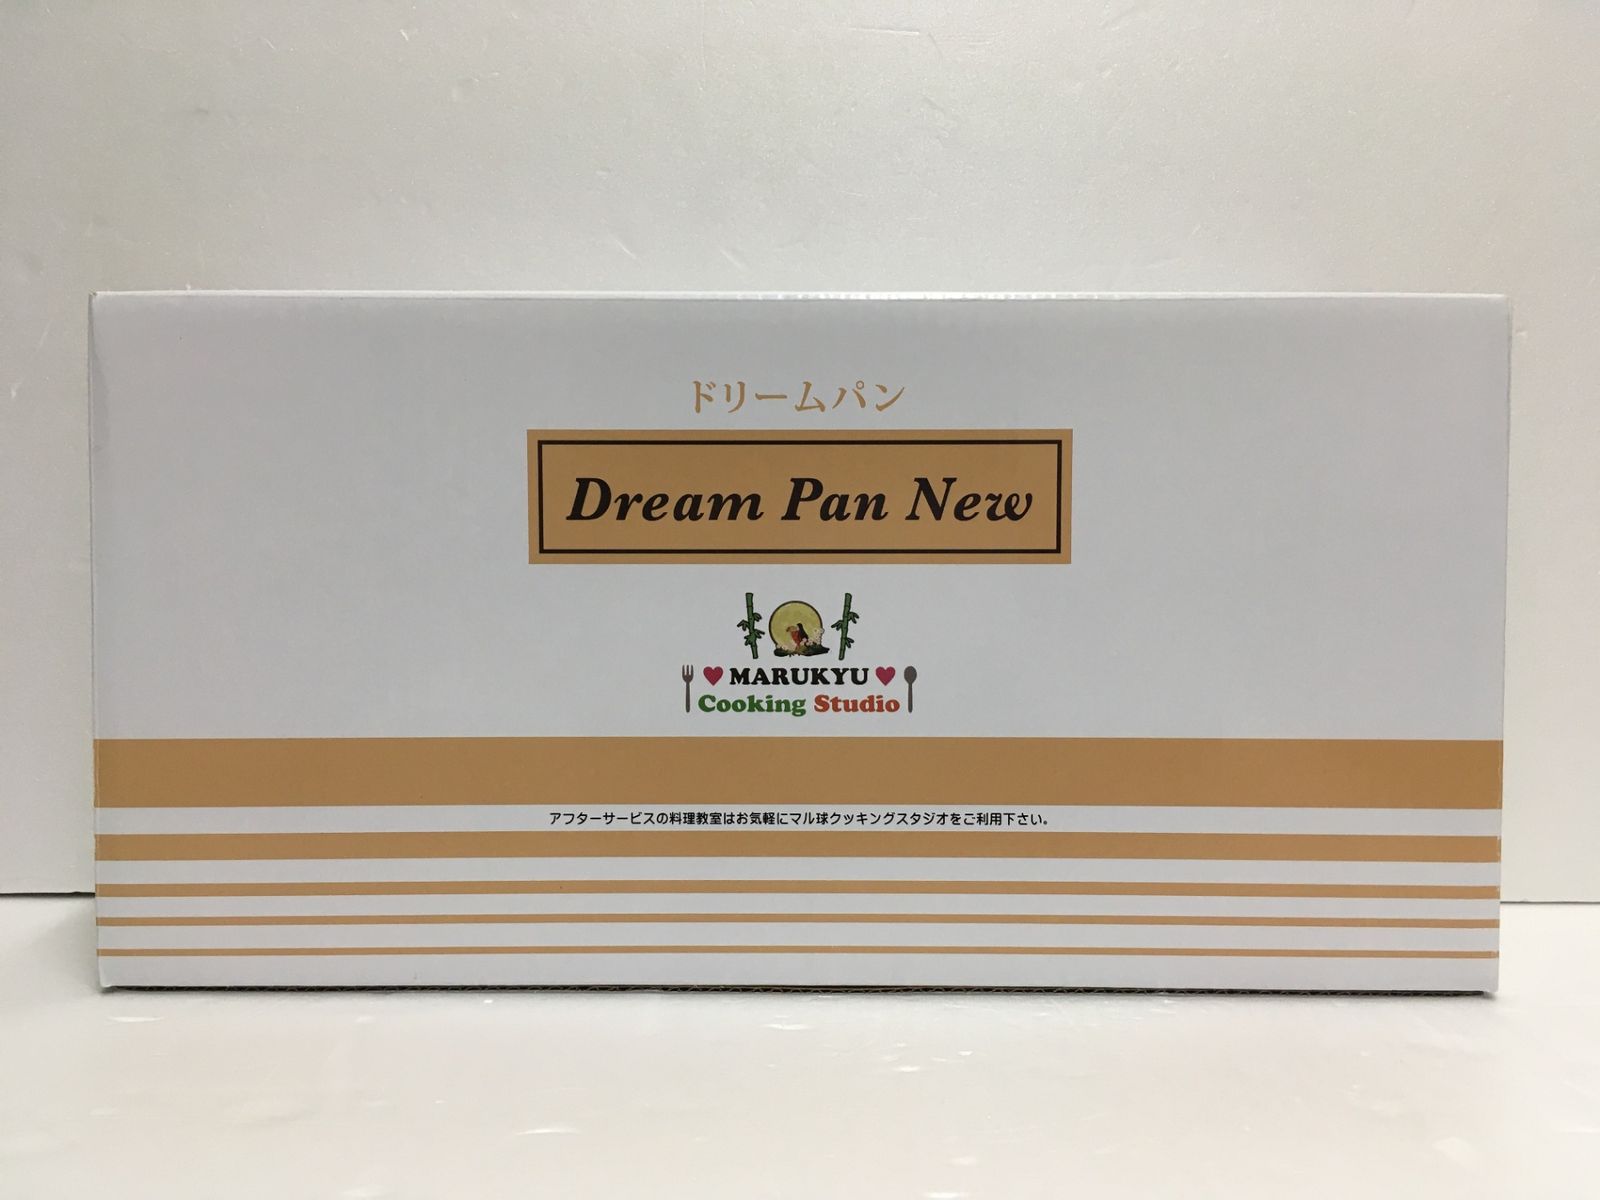 ドリームパン
Dream Pan New
MARUKYU
Cooking Studio
アフターサービスの料理教室はお気軽にマル球クッキングスタジオをご利用下さい。